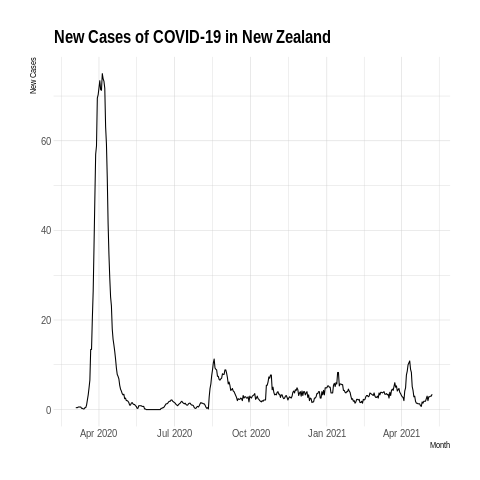 New Cases of COVID-19 in New Zealand
New Cases
60
40
20
0
Apr 2020 Jul 2020 Oct 2020 Jan 2021 Apr 2021
Month